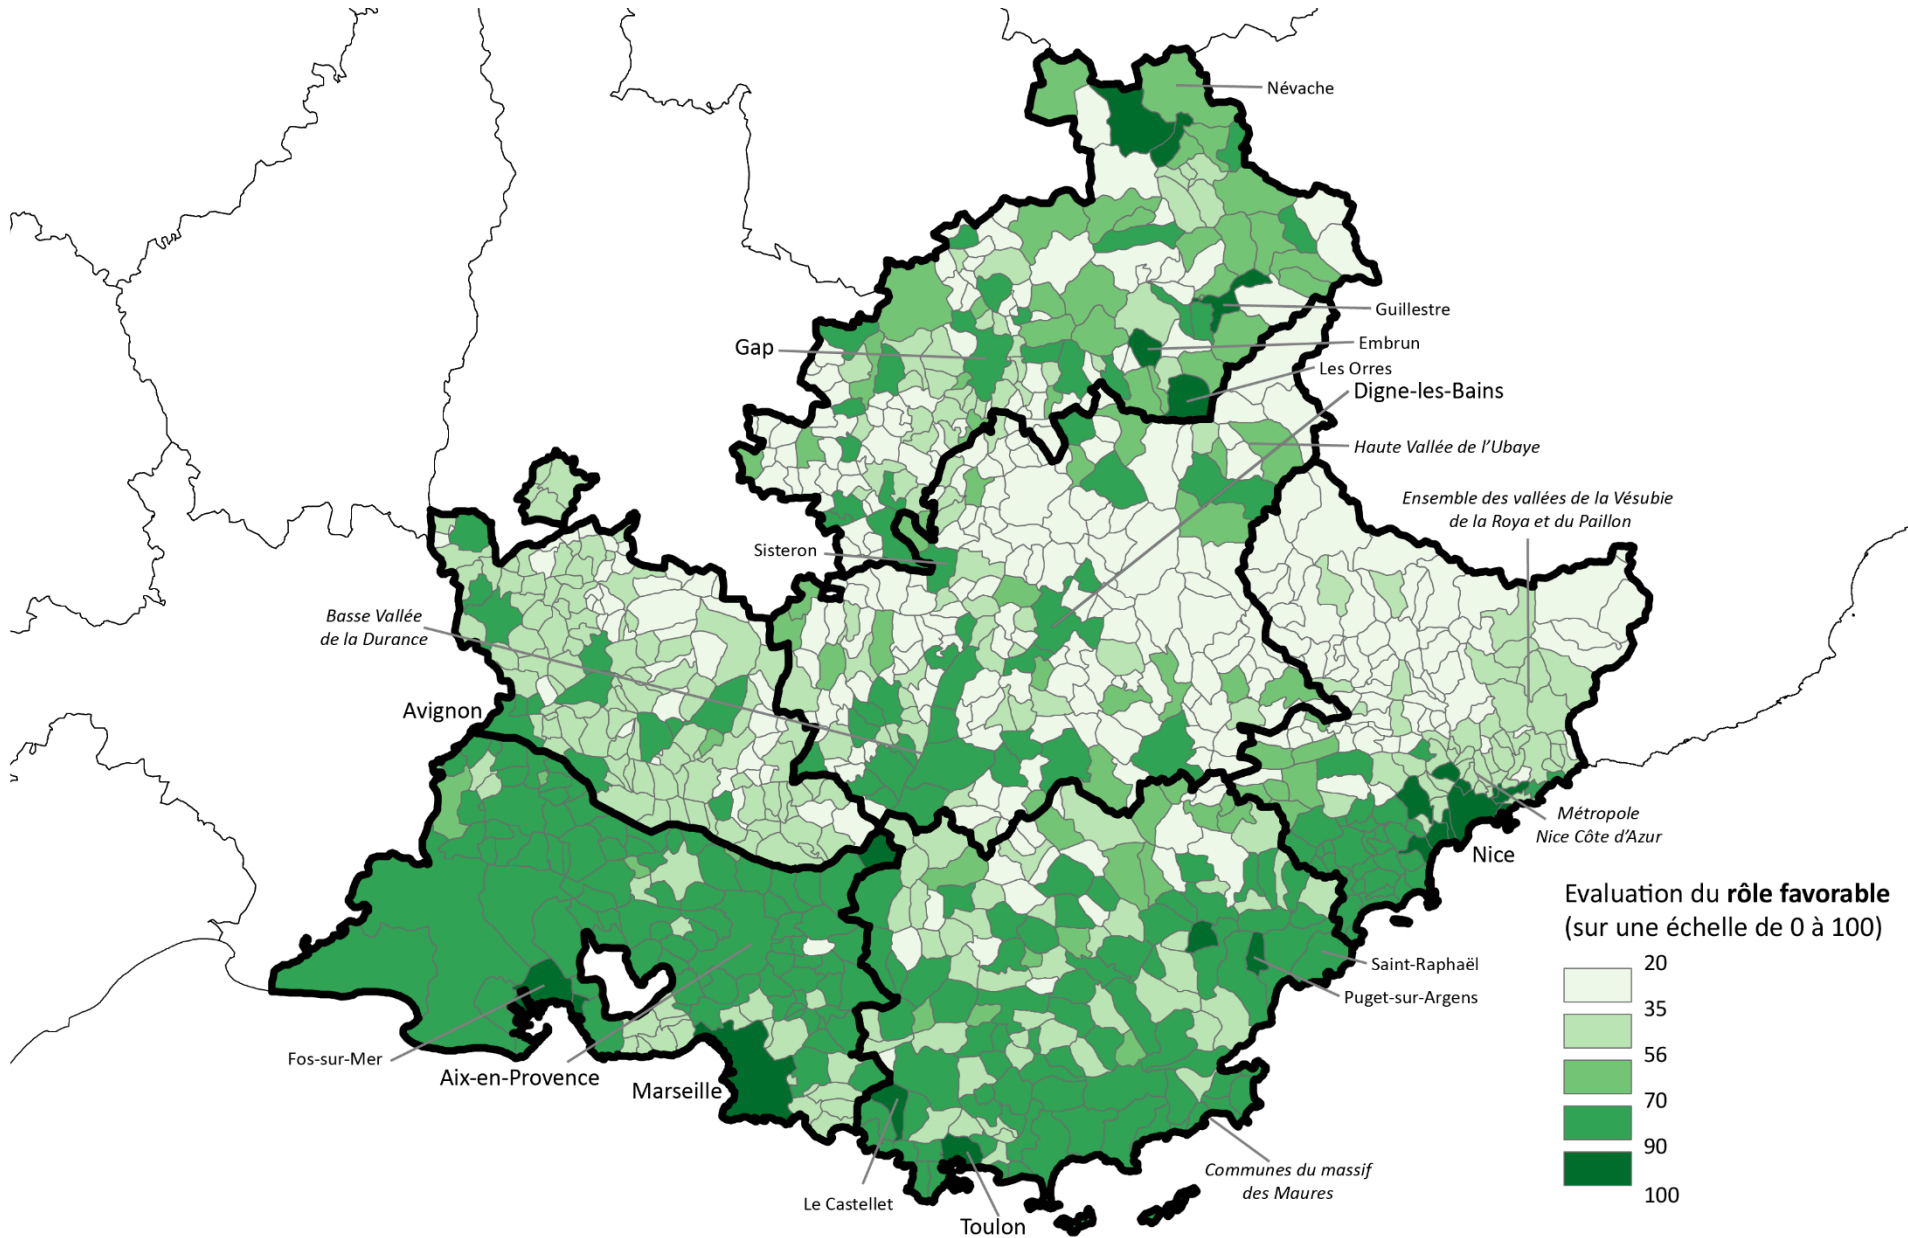 Névache
Guillestre
Gap
Embrun
Les Orres
Digne-les-Bains
Haute Vallée de l’Ubaye
Ensemble des vallées de la Vésubie
de la Roya et du Paillon
Sisteron
Basse Vallée
de la Durance
Avignon
Métropole
Nice Côte d’Azur
Nice
Evaluation du rôle favorable
(sur une échelle de 0 à 100)
20
35
56
70
90
100
Saint-Raphaël
Puget-sur-Argens
Fos-sur-Mer
Aix-en-Provence
Marseille
Communes du massif
des Maures
Le Castellet
Toulon